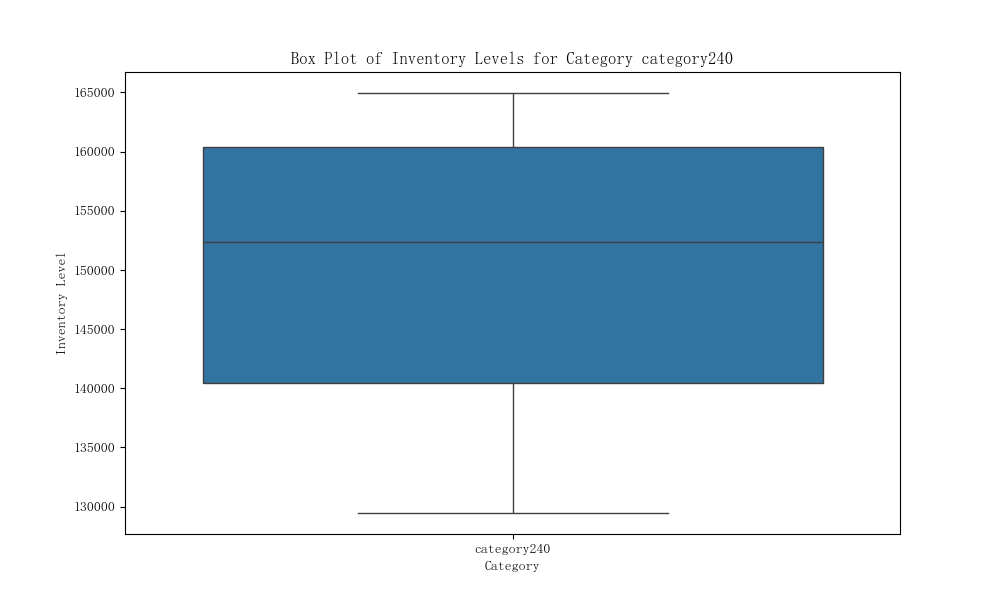 Box Plot of Inventory Levels for Category category240
165000
160000
155000
150000
145000
140000
135000
130000
Inventory Level
category240
Category